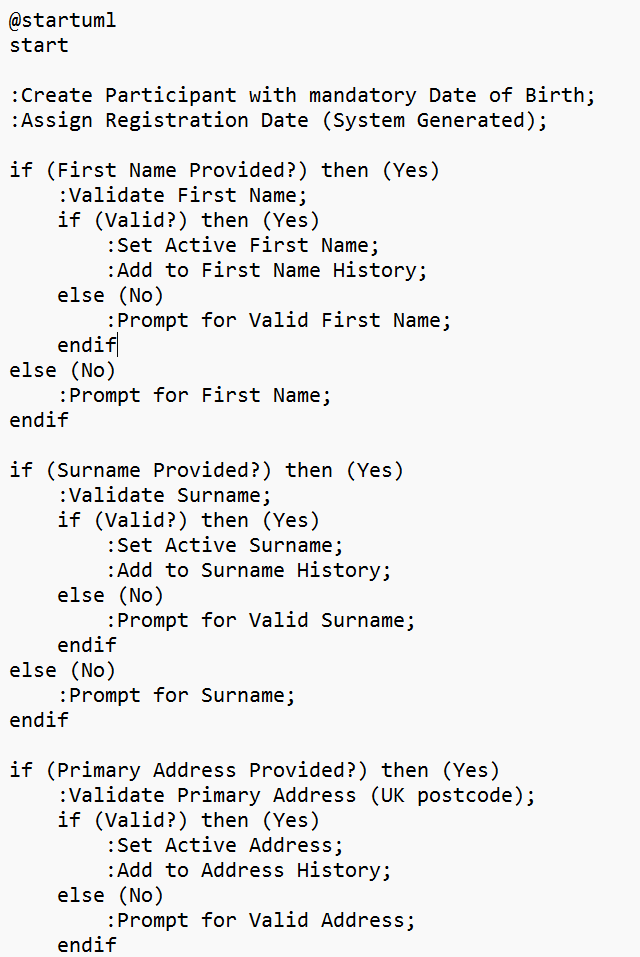 @startuml
start
:Create Participant with mandatory Date of Birth;
:Assign Registration Date (System Generated);
if (First Name Provided?) then (Yes)
:Validate First Name;
if (Valid?) then (Yes)
:Set Active First Name;
:Add to First Name History;
else (No)
:Prompt for Valid First Name;
endif
else (No)
:Prompt for First Name;
endif
if (Surname Provided?) then (Yes)
:Validate Surname;
if (Valid?) then (Yes)
:Set Active Surname;
:Add to Surname History;
else (No)
:Prompt for Valid Surname;
endif
else (No)
:Prompt for Surname;
endif
if (Primary Address Provided?) then (Yes)
:Validate Primary Address (UK postcode);
if (Valid?) then (Yes)
:Set Active Address;
:Add to Address History;
else (No)
:Prompt for Valid Address;
endif